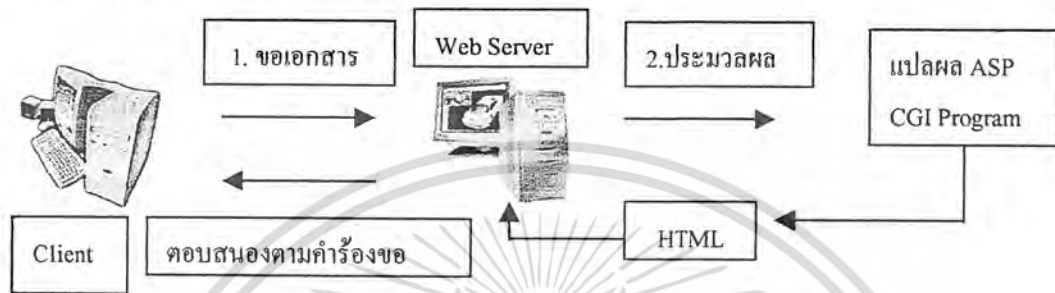 1. ขอเอกสาร
Web Server
2.ประมวลผล
แปลผล ASP
CGI Program
Client
ตอบสนองตามคำร้องขอ
HTML